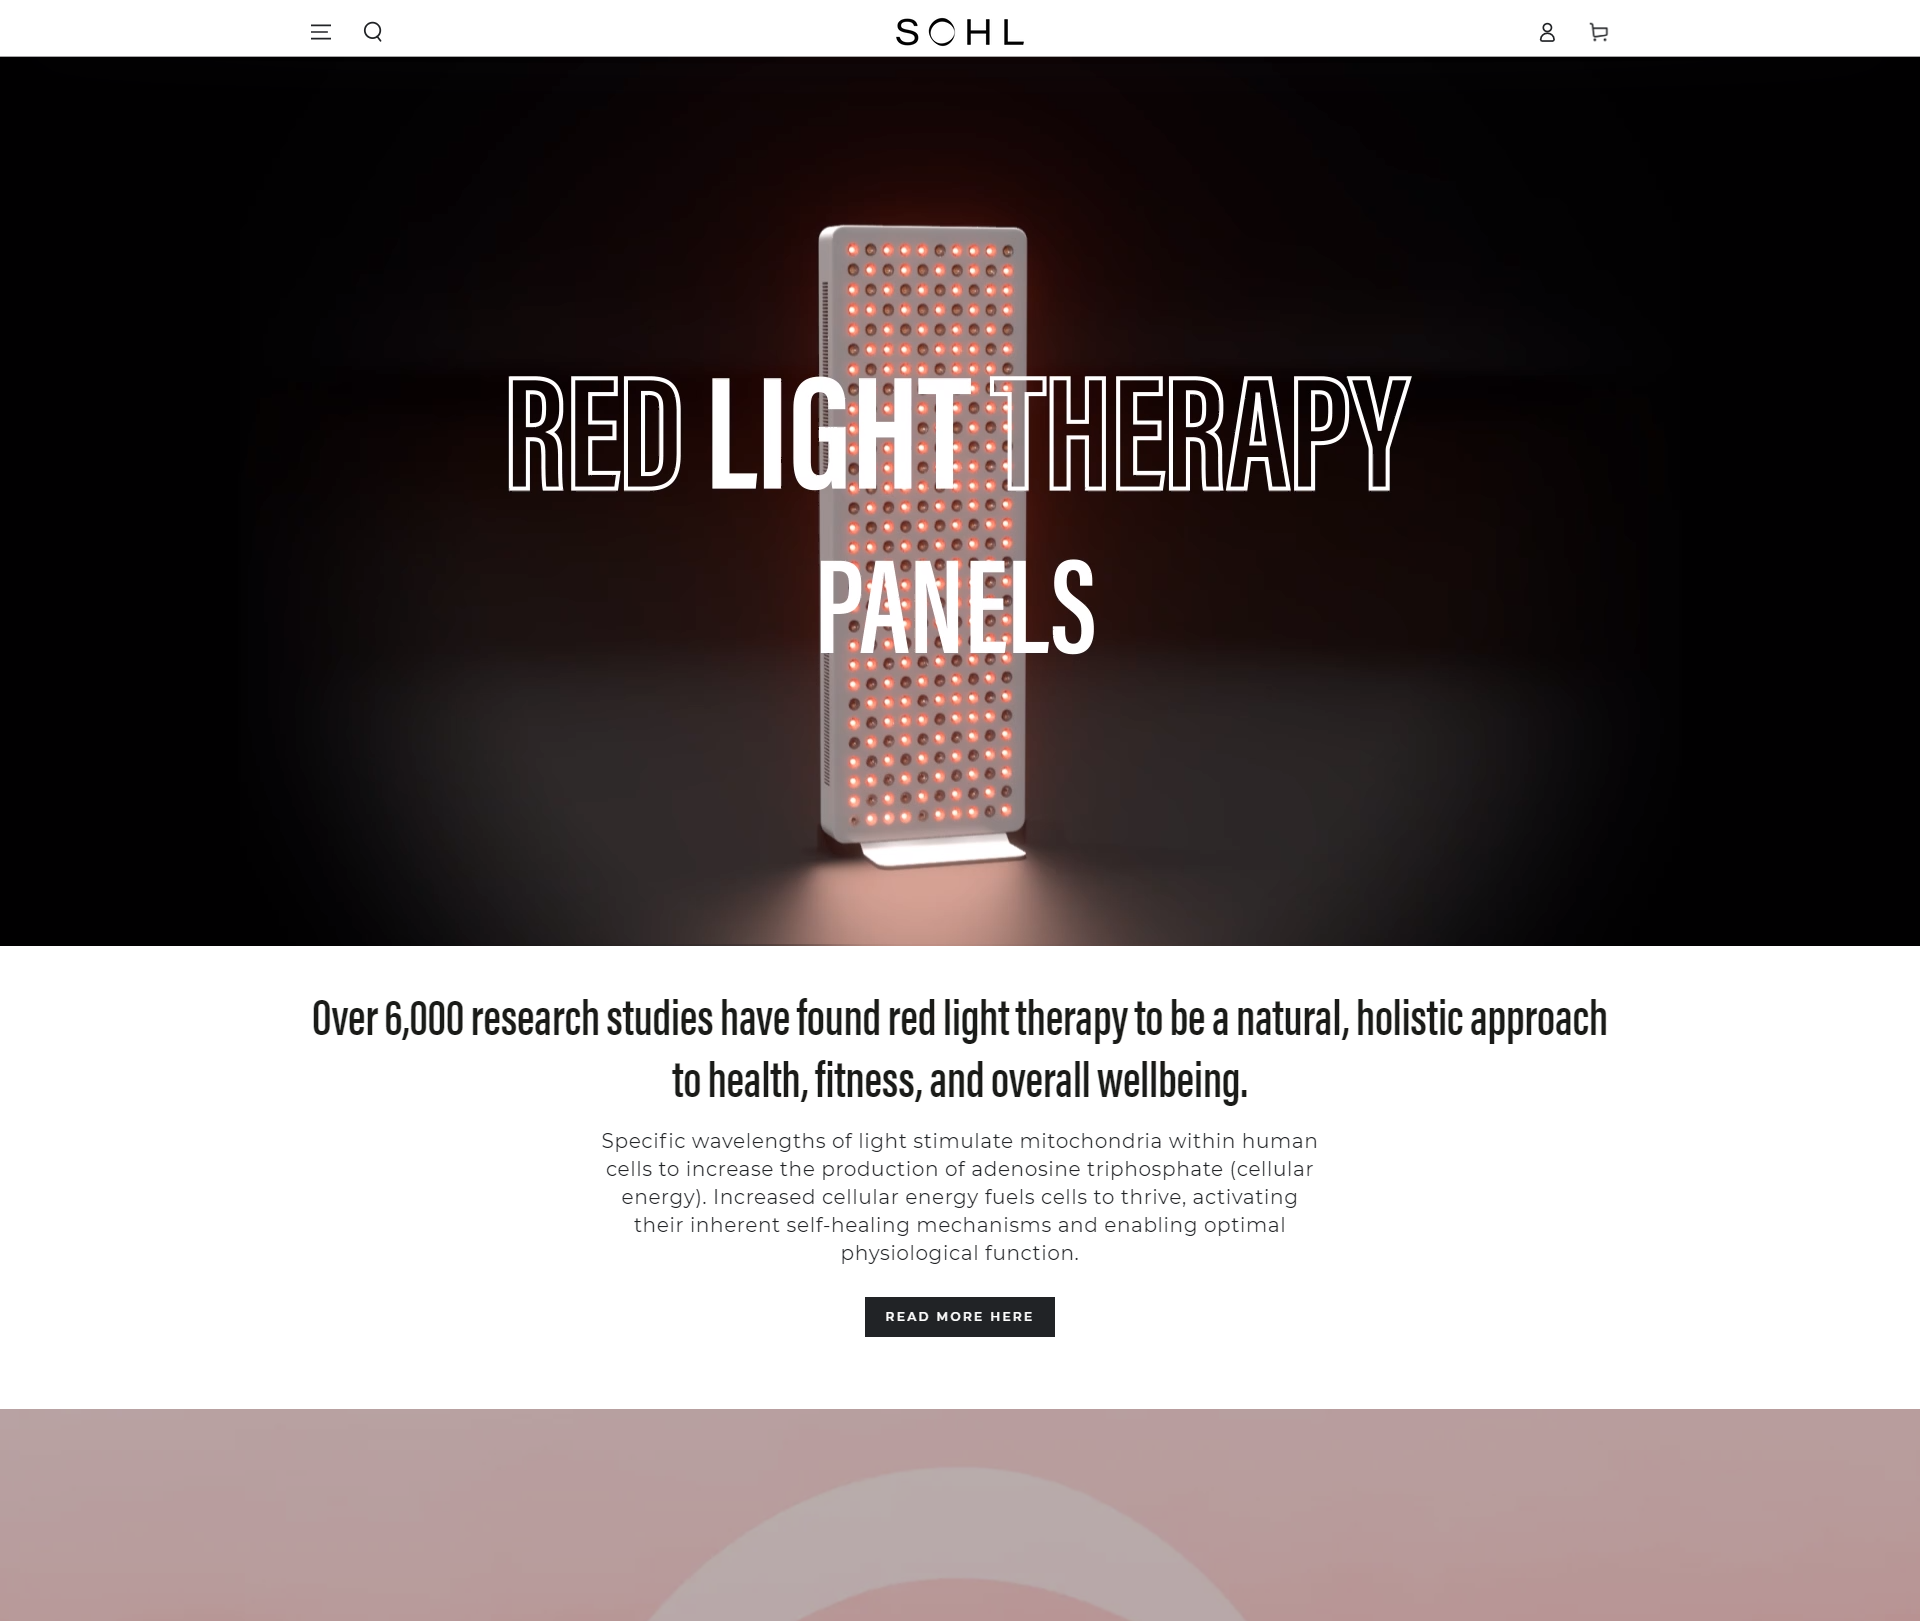 SOHL
RED LIGHT THERAPY
PANELS
Over 6,000 research studies have found red light therapy to be a natural, holistic approach
to health, fitness, and overall wellbeing.
Specific wavelengths of light stimulate mitochondria within human
cells to increase the production of adenosine triphosphate (cellular
energy). Increased cellular energy fuels cells to thrive, activating
their inherent self-healing mechanisms and enabling optimal
physiological function.
READ MORE HERE